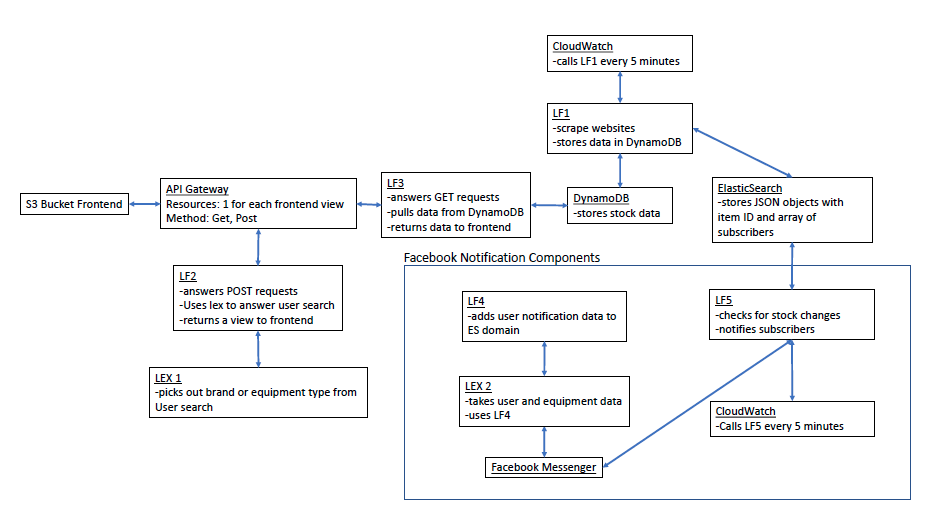 CloudWatch
-calls LF1 every 5 minutes
LF1
-scrape websites
-stores data in DynamoDB
S3 Bucket Frontend
API Gateway
Resources: 1 for each frontend view
Method: Get, Post
LF3
-answers GET requests
-pulls data from DynamoDB
-returns data to frontend
DynamoDB
-stores stock data
ElasticSearch
-stores JSON objects with
item ID and array of
subscribers
Facebook Notification Components
LF2
-answers POST requests
-Uses lex to answer user search
-returns a view to frontend
LF4
-adds user notification data to
ES domain
LF5
-checks for stock changes
-notifies subscribers
LEX 1
-picks out brand or equipment type from
User search
LEX 2
-takes user and equipment data
-uses LF4
CloudWatch
-Calls LF5 every 5 minutes
Facebook Messenger